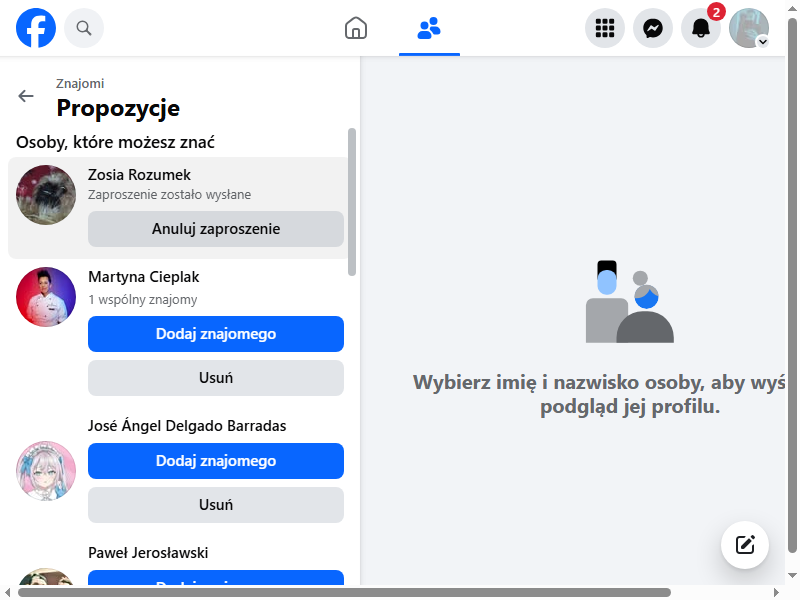 2
Znajomi
Propozycje
Osoby, które możesz znać
Zosia Rozumek
Zaproszenie zostało wysłane
Anuluj zaproszenie
Martyna Cieplak
1 wspólny znajomy
Dodaj znajomego
Usuń
José Ángel Delgado Barradas
Dodaj znajomego
Usuń
Paweł Jerosławski
Wybierz imię i nazwisko osoby, aby wyś
podgląd jej profilu.